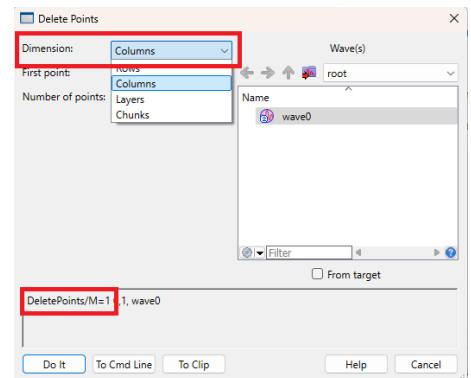 Delete Points
Dimension: Columns
Wave(s)
Rows
First point:
root
Columns
Number of points:
Layers
Name
Chunks
wave0
Filter
From target
DeletePoints/M=1 ,1, wave0
Do It To Cmd Line To Clip Help Cancel